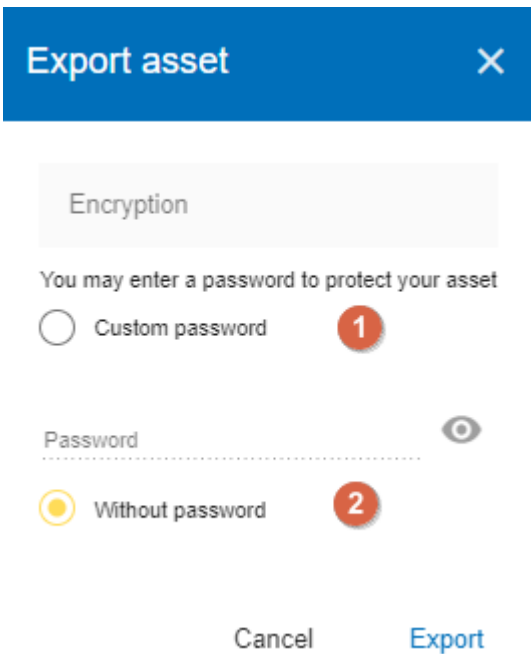 Export asset
Encryption
You may enter a password to protect your asset
Custom password 1
Password
Without password 2
Cancel Export